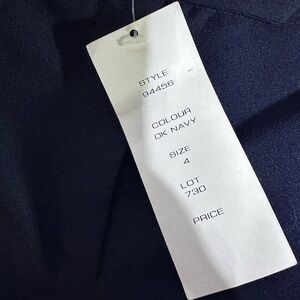 STYLE
94456
COLOUR
DK NAVY
SIZE
4
LOT
730
PRICE